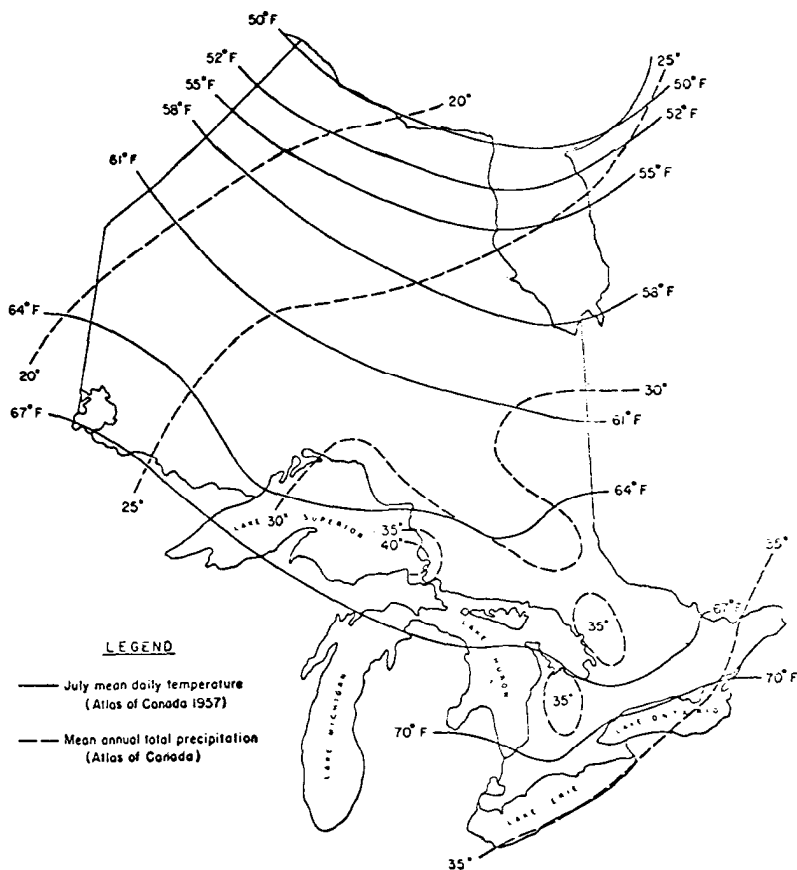 50°F
52°F
55°F
58°F
61°F
20"
25"
50°F
52°F
55°F
58°F
64°F
20"
67°F
30"
61°F
64°F
25"
30"
LAKE SUPERIOR
35"
40"
35"
35"
67°F
LAKE HURON
LAKE MICHIGAN
35"
70°F
70°F
LAKE ONTARIO
LAKE ERIE
35"
LEGEND
July mean daily temperature
(Atlas of Canada 1957)
Mean annual total precipitation
(Atlas of Canada)